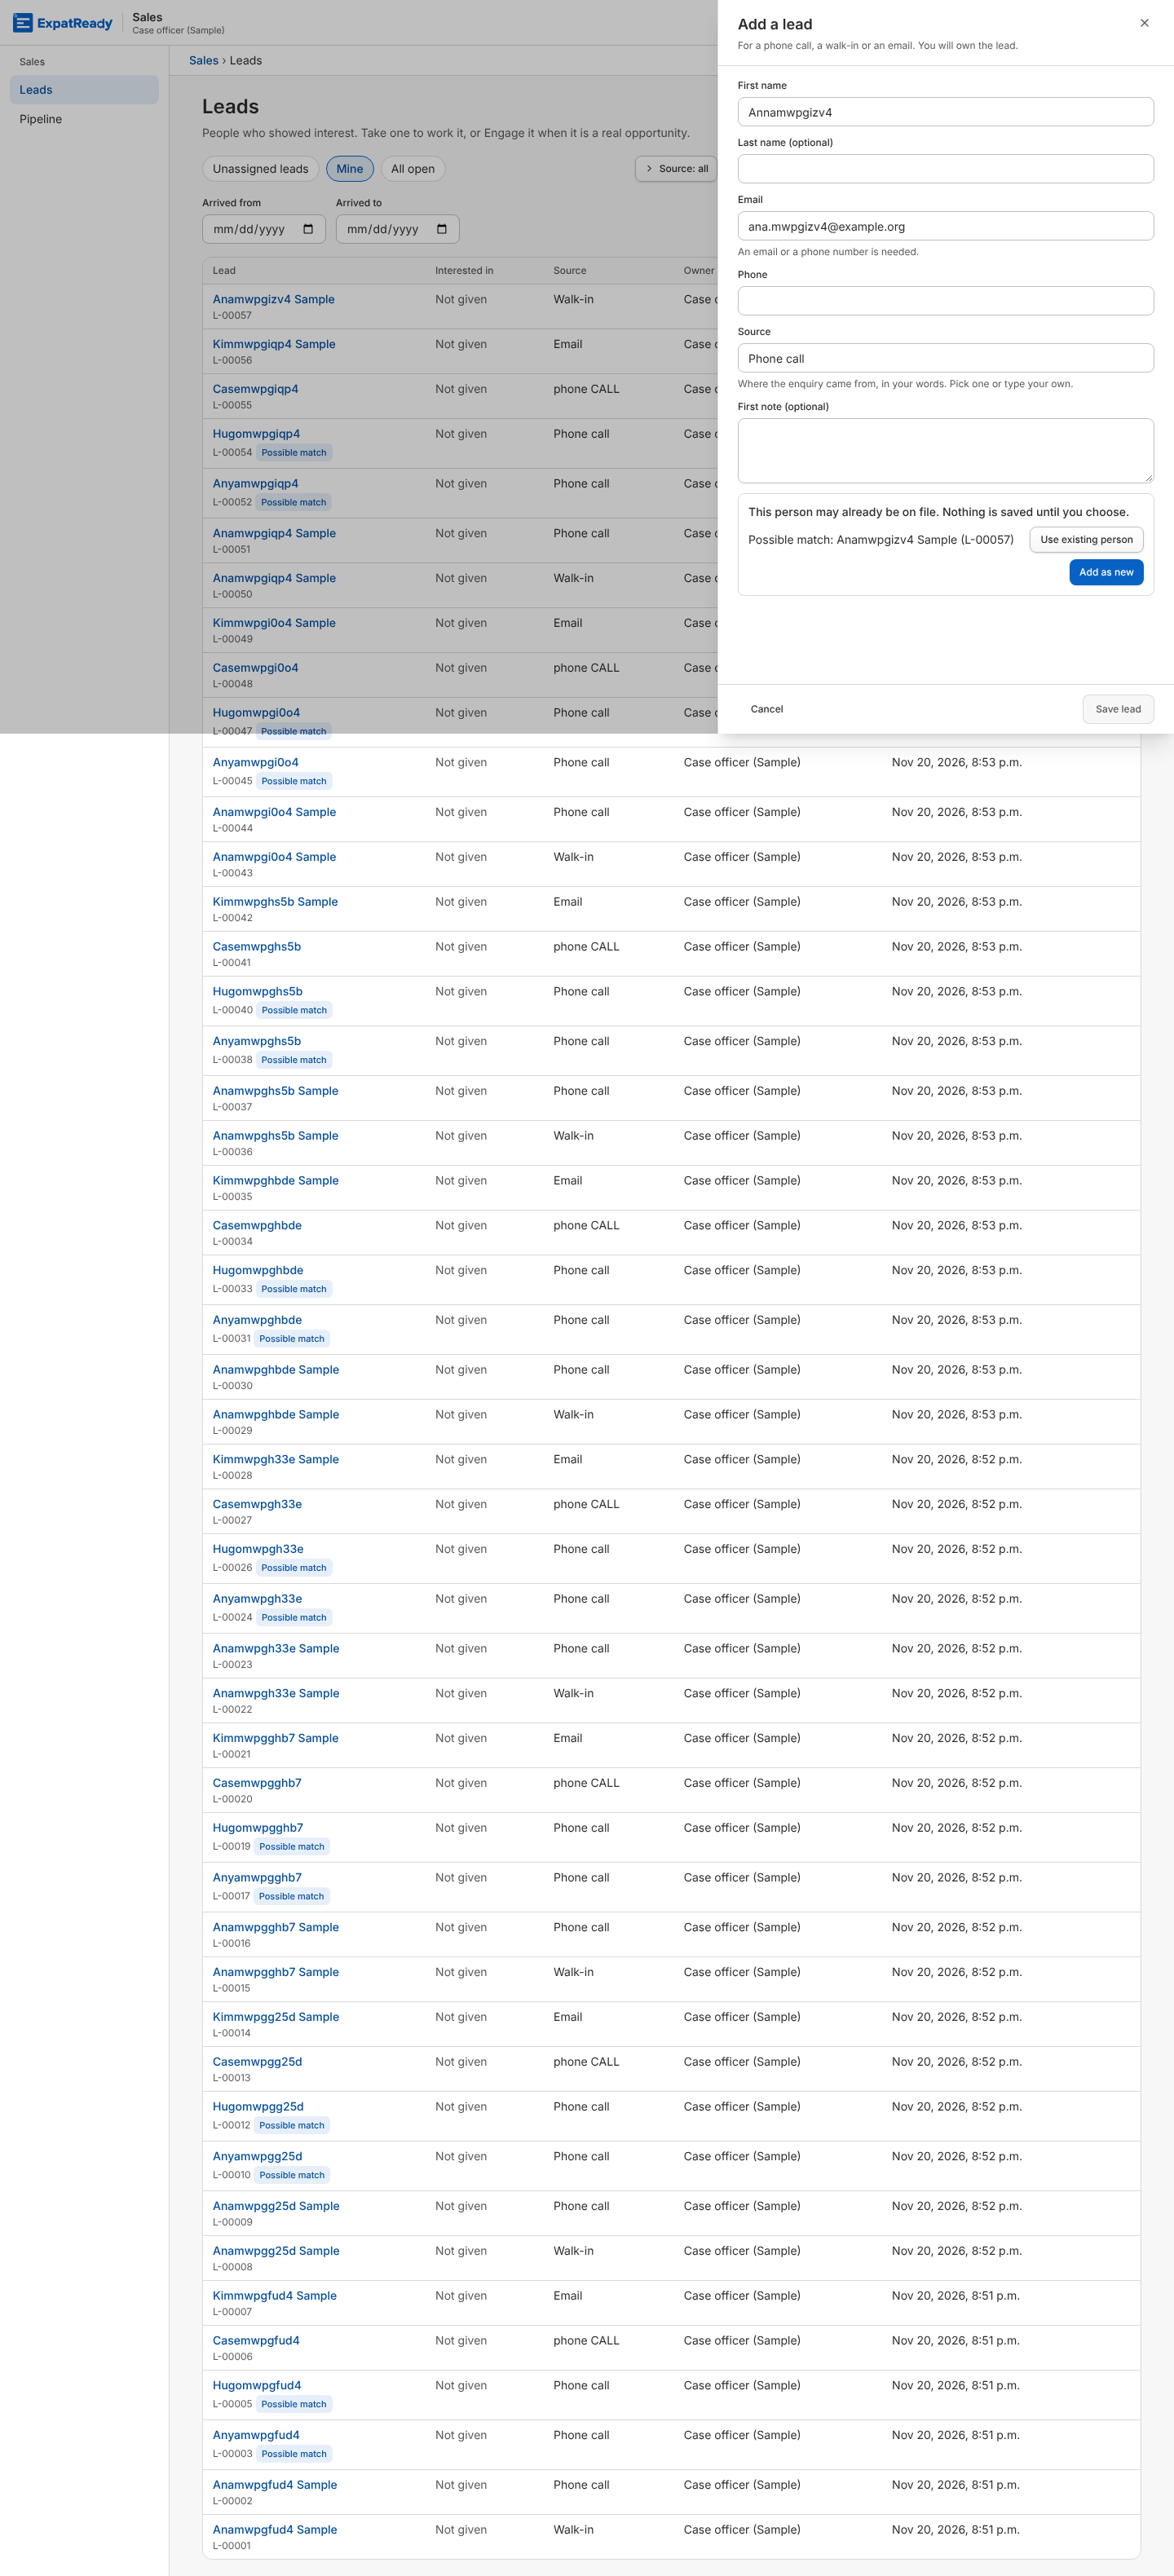 ExpatReady
Sales
Case officer (Sample)
Sales
Leads
Pipeline
Sales › Leads
Leads
People who showed interest. Take one to work it, or Engage it when it is a real opportunity.
Unassigned leads Mine All open Source: all
Arrived from Arrived to
mm/dd/yyyy mm/dd/yyyy
Lead Interested in Source Owner
Anamwpgizv4 Sample Not given Walk-in Case
L-00057
Kimmwpgiqp4 Sample Not given Email Case
L-00056
Casemwpgiqp4 Not given phone CALL Case
L-00055
Hugomwpgiqp4 Not given Phone call Case
L-00054 Possible match
Anyamwpgiqp4 Not given Phone call Case
L-00052 Possible match
Anamwpgiqp4 Sample Not given Phone call Case
L-00051
Anamwpgiqp4 Sample Not given Walk-in Case
L-00050
Kimmwpgi0o4 Sample Not given Email Case
L-00049
Casemwpgi0o4 Not given phone CALL Case
L-00048
Hugomwpgi0o4 Not given Phone call Case
L-00047 Possible match
Anyamwpgi0o4 Not given Phone call Case officer (Sample) Nov 20, 2026, 8:53 p.m.
L-00045 Possible match
Anamwpgi0o4 Sample Not given Phone call Case officer (Sample) Nov 20, 2026, 8:53 p.m.
L-00044
Anamwpgi0o4 Sample Not given Walk-in Case officer (Sample) Nov 20, 2026, 8:53 p.m.
L-00043
Kimmwpghs5b Sample Not given Email Case officer (Sample) Nov 20, 2026, 8:53 p.m.
L-00042
Casemwpghs5b Not given phone CALL Case officer (Sample) Nov 20, 2026, 8:53 p.m.
L-00041
Hugomwpghs5b Not given Phone call Case officer (Sample) Nov 20, 2026, 8:53 p.m.
L-00040 Possible match
Anyamwpghs5b Not given Phone call Case officer (Sample) Nov 20, 2026, 8:53 p.m.
L-00038 Possible match
Anamwpghs5b Sample Not given Phone call Case officer (Sample) Nov 20, 2026, 8:53 p.m.
L-00037
Anamwpghs5b Sample Not given Walk-in Case officer (Sample) Nov 20, 2026, 8:53 p.m.
L-00036
Kimmwpghbde Sample Not given Email Case officer (Sample) Nov 20, 2026, 8:53 p.m.
L-00035
Casemwpghbde Not given phone CALL Case officer (Sample) Nov 20, 2026, 8:53 p.m.
L-00034
Hugomwpghbde Not given Phone call Case officer (Sample) Nov 20, 2026, 8:53 p.m.
L-00033 Possible match
Anyamwpghbde Not given Phone call Case officer (Sample) Nov 20, 2026, 8:53 p.m.
L-00031 Possible match
Anamwpghbde Sample Not given Phone call Case officer (Sample) Nov 20, 2026, 8:53 p.m.
L-00030
Anamwpghbde Sample Not given Walk-in Case officer (Sample) Nov 20, 2026, 8:53 p.m.
L-00029
Kimmwpgh33e Sample Not given Email Case officer (Sample) Nov 20, 2026, 8:52 p.m.
L-00028
Casemwpgh33e Not given phone CALL Case officer (Sample) Nov 20, 2026, 8:52 p.m.
L-00027
Hugomwpgh33e Not given Phone call Case officer (Sample) Nov 20, 2026, 8:52 p.m.
L-00026 Possible match
Anyamwpgh33e Not given Phone call Case officer (Sample) Nov 20, 2026, 8:52 p.m.
L-00024 Possible match
Anamwpgh33e Sample Not given Phone call Case officer (Sample) Nov 20, 2026, 8:52 p.m.
L-00023
Anamwpgh33e Sample Not given Walk-in Case officer (Sample) Nov 20, 2026, 8:52 p.m.
L-00022
Kimmwpgghb7 Sample Not given Email Case officer (Sample) Nov 20, 2026, 8:52 p.m.
L-00021
Casemwpgghb7 Not given phone CALL Case officer (Sample) Nov 20, 2026, 8:52 p.m.
L-00020
Hugomwpgghb7 Not given Phone call Case officer (Sample) Nov 20, 2026, 8:52 p.m.
L-00019 Possible match
Anyamwpgghb7 Not given Phone call Case officer (Sample) Nov 20, 2026, 8:52 p.m.
L-00017 Possible match
Anamwpgghb7 Sample Not given Phone call Case officer (Sample) Nov 20, 2026, 8:52 p.m.
L-00016
Anamwpgghb7 Sample Not given Walk-in Case officer (Sample) Nov 20, 2026, 8:52 p.m.
L-00015
Kimmwpgg25d Sample Not given Email Case officer (Sample) Nov 20, 2026, 8:52 p.m.
L-00014
Casemwpgg25d Not given phone CALL Case officer (Sample) Nov 20, 2026, 8:52 p.m.
L-00013
Hugomwpgg25d Not given Phone call Case officer (Sample) Nov 20, 2026, 8:52 p.m.
L-00012 Possible match
Anyamwpgg25d Not given Phone call Case officer (Sample) Nov 20, 2026, 8:52 p.m.
L-00010 Possible match
Anamwpgg25d Sample Not given Phone call Case officer (Sample) Nov 20, 2026, 8:52 p.m.
L-00009
Anamwpgg25d Sample Not given Walk-in Case officer (Sample) Nov 20, 2026, 8:52 p.m.
L-00008
Kimmwpgfud4 Sample Not given Email Case officer (Sample) Nov 20, 2026, 8:51 p.m.
L-00007
Casemwpgfud4 Not given phone CALL Case officer (Sample) Nov 20, 2026, 8:51 p.m.
L-00006
Hugomwpgfud4 Not given Phone call Case officer (Sample) Nov 20, 2026, 8:51 p.m.
L-00005 Possible match
Anyamwpgfud4 Not given Phone call Case officer (Sample) Nov 20, 2026, 8:51 p.m.
L-00003 Possible match
Anamwpgfud4 Sample Not given Phone call Case officer (Sample) Nov 20, 2026, 8:51 p.m.
L-00002
Anamwpgfud4 Sample Not given Walk-in Case officer (Sample) Nov 20, 2026, 8:51 p.m.
L-00001
Add a lead
For a phone call, a walk-in or an email. You will own the lead.
First name
Annamwpgizv4
Last name (optional)
Email
ana.mwpgizv4@example.org
An email or a phone number is needed.
Phone
Source
Phone call
Where the enquiry came from, in your words. Pick one or type your own.
First note (optional)
This person may already be on file. Nothing is saved until you choose.
Possible match: Anamwpgizv4 Sample (L-00057) Use existing person
Add as new
Cancel Save lead